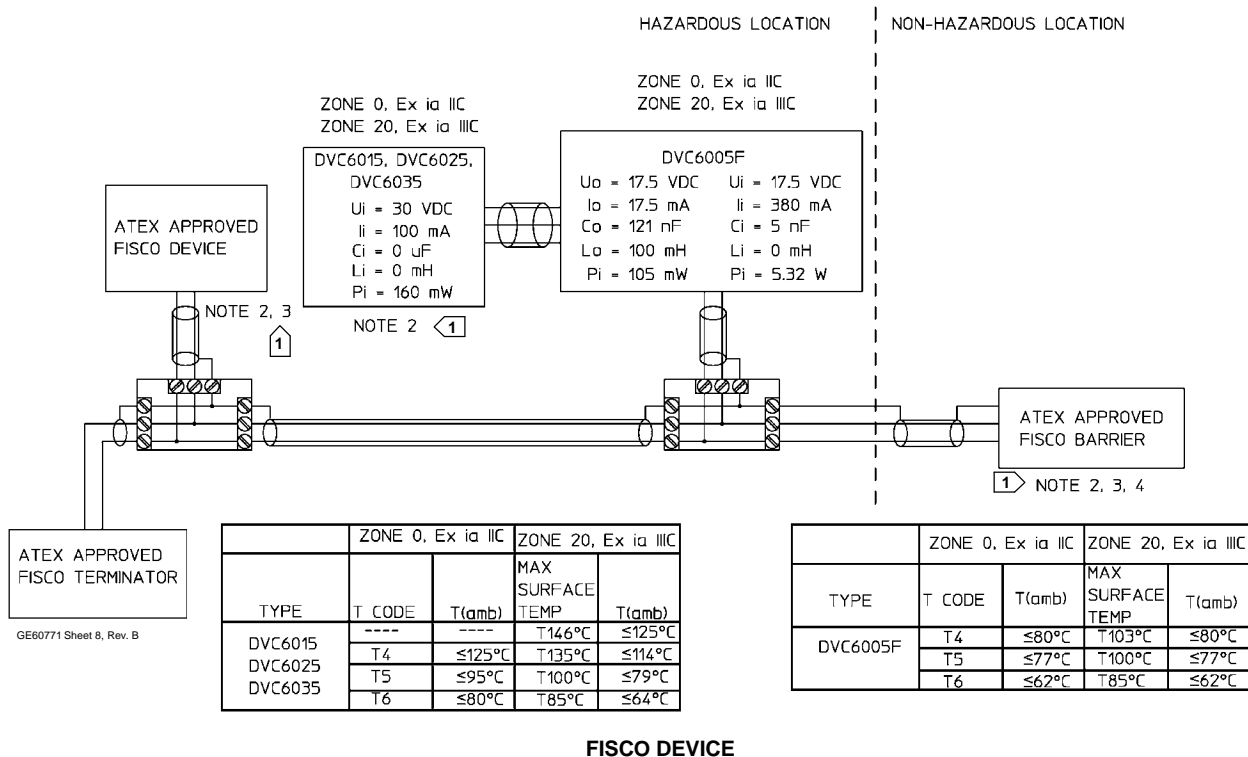 HAZARDOUS LOCATION
NON-HAZARDOUS LOCATION
ZONE 0, Ex ia IIC
ZONE 20, Ex ia IIIC
ZONE 0, Ex ia IIC
ZONE 20, Ex ia IIIC
ATEX APPROVED
FISCO DEVICE
NOTE 2, 3
1
DVC6015, DVC6025,
DVC6035
Ui = 30 VDC
Ii = 100 mA
Ci = 0 uF
Li = 0 mH
Pi = 160 mW
NOTE 2 1
DVC6005F
Uo = 17.5 VDC Ui = 17.5 VDC
Io = 17.5 mA Ii = 380 mA
Co = 121 nF Ci = 5 nF
Lo = 100 mH Li = 0 mH
Pi = 105 mW Pi = 5.32 W
ATEX APPROVED
FISCO BARRIER
1 NOTE 2, 3, 4
ATEX APPROVED
FISCO TERMINATOR
GE60771 Sheet 8, Rev. B
ZONE 0, Ex ia IIC ZONE 20, Ex ia IIIC
TYPE T CODE T(amb) MAX SURFACE TEMP T(amb)
DVC6015
DVC6025
DVC6035
---- ---- T146°C ≤125°C
T4 ≤125°C T135°C ≤114°C
T5 ≤95°C T100°C ≤79°C
T6 ≤80°C T85°C ≤64°C
ZONE 0, Ex ia IIC ZONE 20, Ex ia IIIC
TYPE T CODE T(amb) MAX SURFACE TEMP T(amb)
DVC6005F
T4 ≤80°C T103°C ≤80°C
T5 ≤77°C T100°C ≤77°C
T6 ≤62°C T85°C ≤62°C
FISCO DEVICE